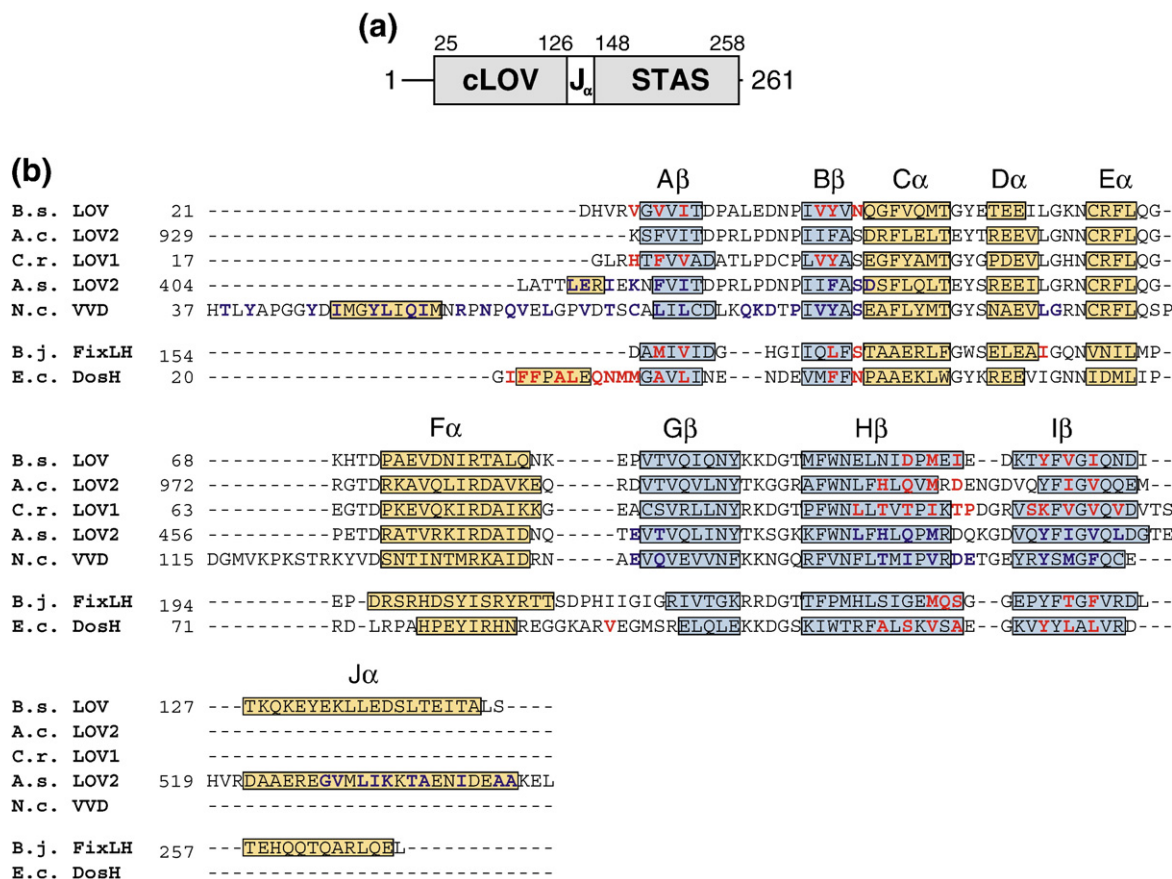 (a)
25 126 148 258
1 cLOV Jα STAS 261
(b)
Aβ Bβ Cα Dα Eα
B.s. LOV 21 ------------------------------DHVRVGVVITDPALEDNPIVYVNQGFVQMTGYETEEILGKNCRFLQG-
A.c. LOV2 929 ----------------------------------KSFVITDPRLPDNPIIFASDRFLELTEYTREEVLGNNCRFLQG-
C.r. LOV1 17 -------------------------------GLRHTFVVADATLPDCPLVYASEGFYAMTGYGPDEVLGHNCRFLQG-
A.s. LOV2 404 -------------------------LATTLERIEKNFVITDPRLPDNPIIFASDSFLQLTEYSREEILGRNCRFLQG-
N.c. VVD 37 HTLYAPGGYDIMGYLIQIMNRPNPQVELGPVDTSCALILCDLKQKDTPIVYASEAFLYMTGYSNAEVLGRNCRFLQSP
B.j. FixLH 154 ----------------------------------DAMIVIDG---HGIIQLFSTAAERLFGWSELEAIGQNVNILMP-
E.c. DosH 20 -----------------------GIFFPALEQNMMGAVLINE---NDEVMFFNPAAEKLWGYKREEVIGNNIDMLIP-
Fα Gβ Hβ Iβ
B.s. LOV 68 ----------KHTDPAEVDNIRTALQNK-----EPVTVQIQNYKKDGTMFWNELNIDPMEIE--DKTYFVGIQNDI--
A.c. LOV2 972 ----------RGTDRKAVQLIRDAVKEQ-----RDVTVQVLNYTKGGRAFWNLFHLQVMRDENGDVQYFIGVQQEM--
C.r. LOV1 63 ----------EGTDPKEVQKIRDAIKKG-----EACSVRLLNYRKDGTPFWNLLTVTPIKTPDGRVSKFVGVQVDVTS
A.s. LOV2 456 ----------PETDRATVRKIRDAIDNQ-----TEVTVQLINYTKSGKKFWNLFHLQPMRDQKGDVQYFIGVQLDGTE
N.c. VVD 115 DGMVKPKSTRKYVDSNTINTMRKAIDRN-----AEVQVEVVNFKKNGQRFVNFLTMIPVRDETGEYRYSMGFQCE---
B.j. FixLH 194 ----------EP-DRSRHDSYISRYRTTSDPHIIGIGRIVTGKRRDGTTFPMHLSIGEMQSG--GEPYFTGFVRDL--
E.c. DosH 71 ----------RD-LRPAHPEYIRHNREGGKARVEGMSRELQLEKKDGSKIWTRFALSKVSAE--GKVYYLALVRD---
Jα
B.s. LOV 127 ---TKQKEYEKLLEDSLTEITALS----
A.c. LOV2 ----------------------------
C.r. LOV1 ----------------------------
A.s. LOV2 519 HVRDAAEREGVMLIKKTAENIDEAAKEL
N.c. VVD ----------------------------
B.j. FixLH 257 ---TEHQQTQARLQEL------------
E.c. DosH ----------------------------